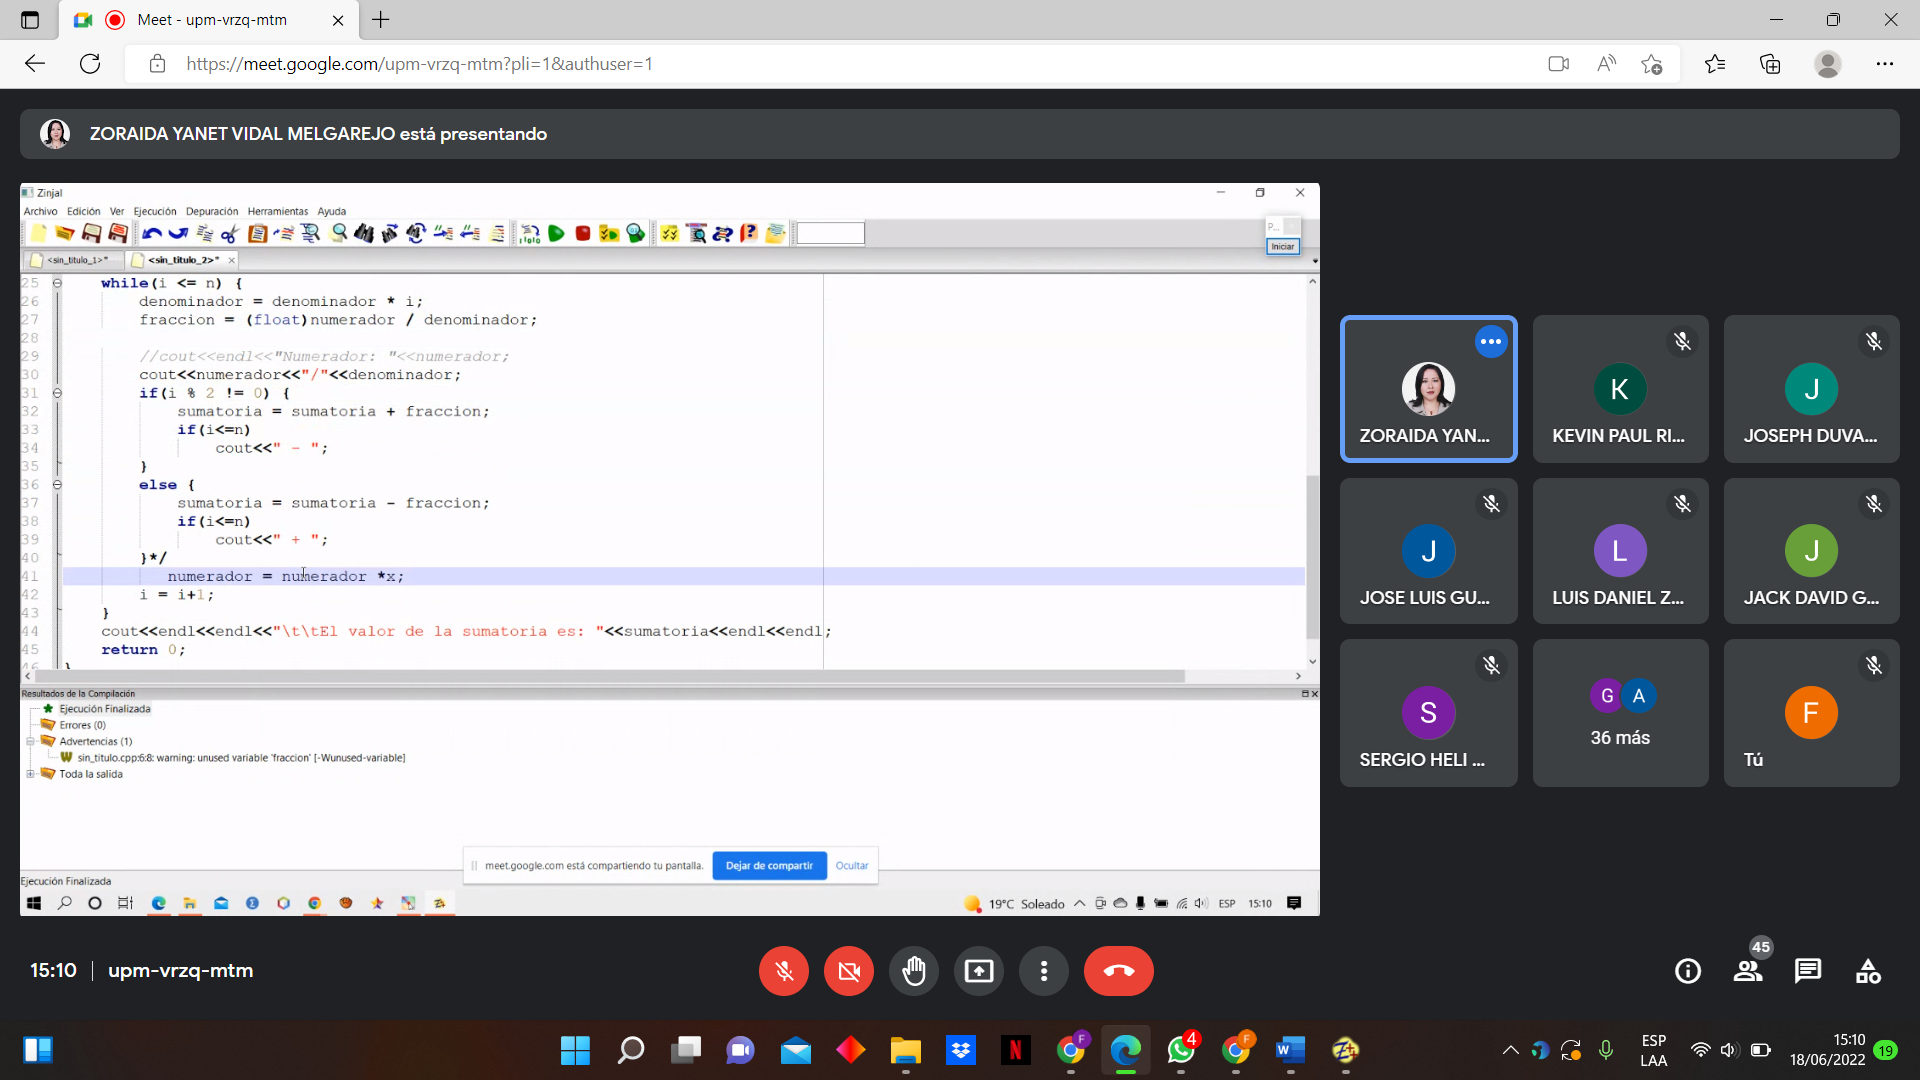 Meet - upm-vrzq-mtm
https://meet.google.com/upm-vrzq-mtm?pli=1&authuser=1
ZORAIDA YANET VIDAL MELGAREJO está presentando
ZinjaI
Archivo Edición Ver Ejecución Depuración Herramientas Ayuda
P...
Iniciar
<sin_titulo_1>*
<sin_titulo_2>*
25 while(i <= n) {
26 denominador = denominador * i;
27 fraccion = (float)numerador / denominador;
28
29 //cout<<endl<<"Numerador: "<<numerador;
30 cout<<numerador<<"/"<<denominador;
31 if(i % 2 != 0) {
32 sumatoria = sumatoria + fraccion;
33 if(i<=n)
34 cout<<" - ";
35 }
36 else {
37 sumatoria = sumatoria - fraccion;
38 if(i<=n)
39 cout<<" + ";
40 }*/
41 numerador = numerador *x;
42 i = i+1;
43 }
44 cout<<endl<<endl<<"\t\tEl valor de la sumatoria es: "<<sumatoria<<endl<<endl;
45 return 0;
46 }
Resultados de la Compilación
Ejecución Finalizada
Errores (0)
Advertencias (1)
W sin_titulo.cpp:6:8: warning: unused variable 'fraccion' [-Wunused-variable]
Toda la salida
meet.google.com está compartiendo tu pantalla.
Dejar de compartir
Ocultar
Ejecución Finalizada
19°C Soleado
ESP
15:10
ZORAIDA YAN...
K
KEVIN PAUL RI...
J
JOSEPH DUVA...
J
JOSE LUIS GU...
L
LUIS DANIEL Z...
J
JACK DAVID G...
S
SERGIO HELI ...
G A
36 más
F
Tú
15:10
upm-vrzq-mtm
45
N
F
4
F
W
ESP
LAA
15:10
18/06/2022
19